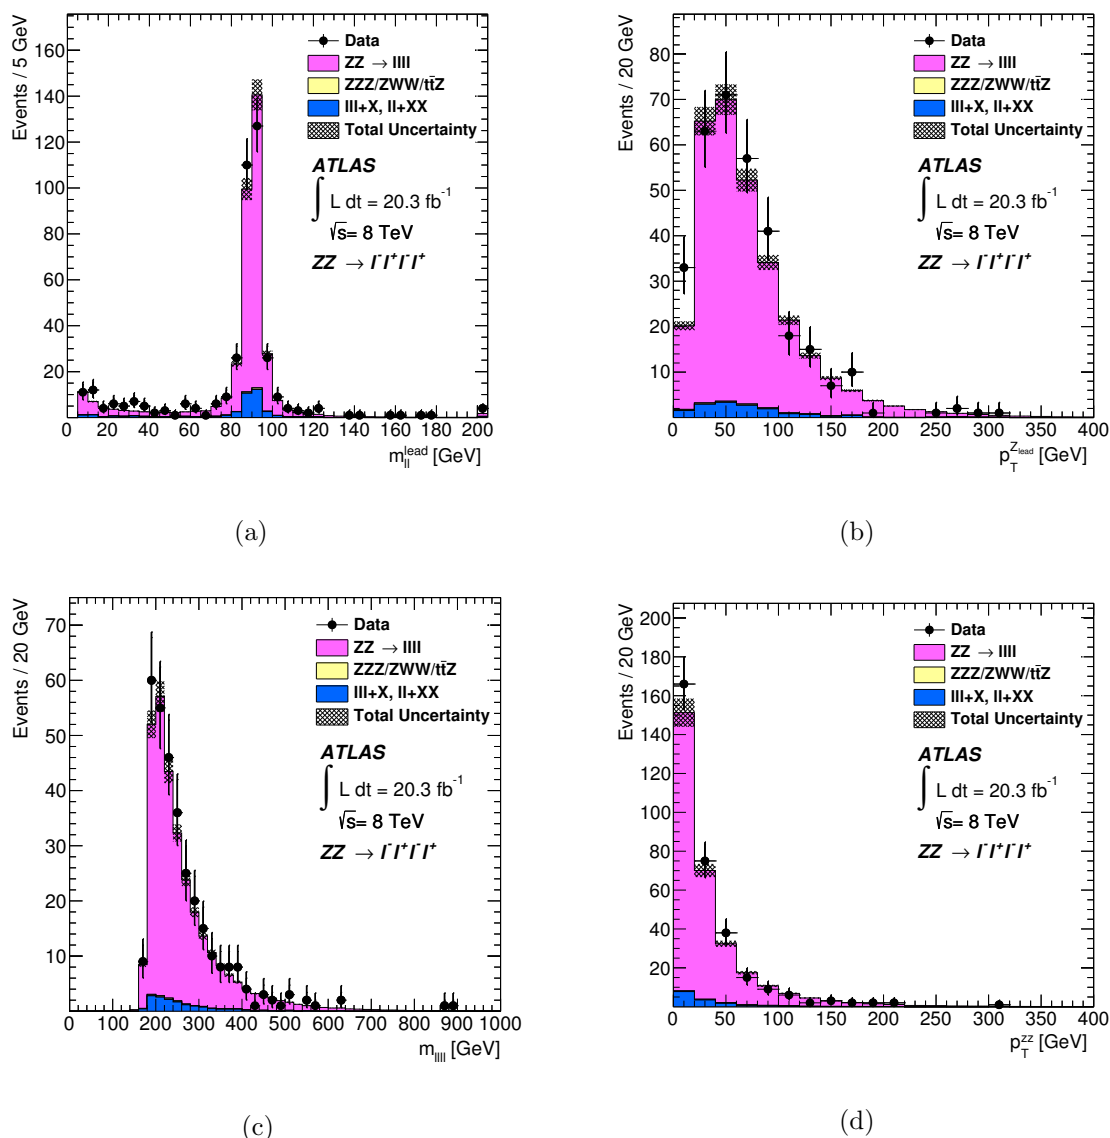 Events / 5 GeV
160
140
120
100
80
60
40
20
0 20 40 60 80 100 120 140 160 180 200
m_ll^lead [GeV]
Data
ZZ → llll
ZZZ/ZWW/tt̄Z
lll+X, ll+XX
Total Uncertainty
ATLAS
∫ L dt = 20.3 fb⁻¹
√s= 8 TeV
ZZ → l⁻l⁺l⁻l⁺
(a)
Events / 20 GeV
80
70
60
50
40
30
20
10
0
0 50 100 150 200 250 300 350 400
p_T^Z_lead [GeV]
Data
ZZ → llll
ZZZ/ZWW/tt̄Z
lll+X, ll+XX
Total Uncertainty
ATLAS
∫ L dt = 20.3 fb⁻¹
√s= 8 TeV
ZZ → l⁻l⁺l⁻l⁺
(b)
Events / 20 GeV
70
60
50
40
30
20
10
0 200 400 600 800 1000
m_llll [GeV]
Data
ZZ → llll
ZZZ/ZWW/tt̄Z
lll+X, ll+XX
Total Uncertainty
ATLAS
∫ L dt = 20.3 fb⁻¹
√s= 8 TeV
ZZ → l⁻l⁺l⁻l⁺
(c)
Events / 20 GeV
200
180
160
140
120
100
80
60
40
20
0
0 50 100 150 200 250 300 350 400
p_T^ZZ [GeV]
Data
ZZ → llll
ZZZ/ZWW/tt̄Z
lll+X, ll+XX
Total Uncertainty
ATLAS
∫ L dt = 20.3 fb⁻¹
√s= 8 TeV
ZZ → l⁻l⁺l⁻l⁺
(d)